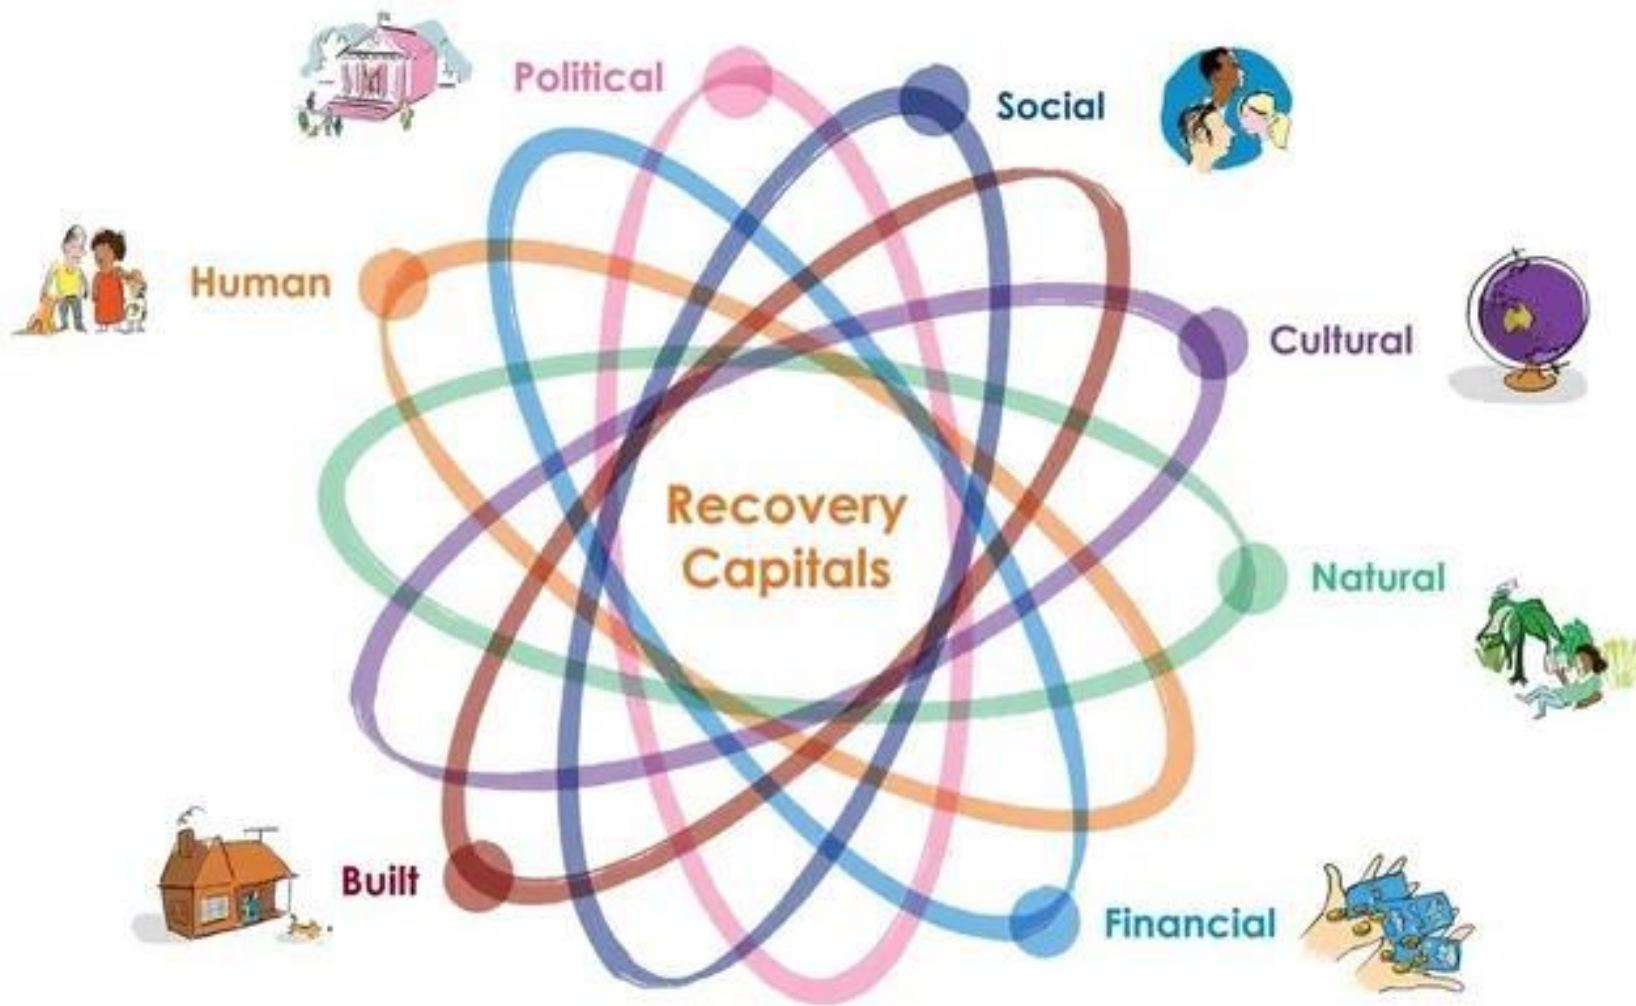 Political
Social
Human
Cultural
Recovery
Capitals
Natural
Built
Financial